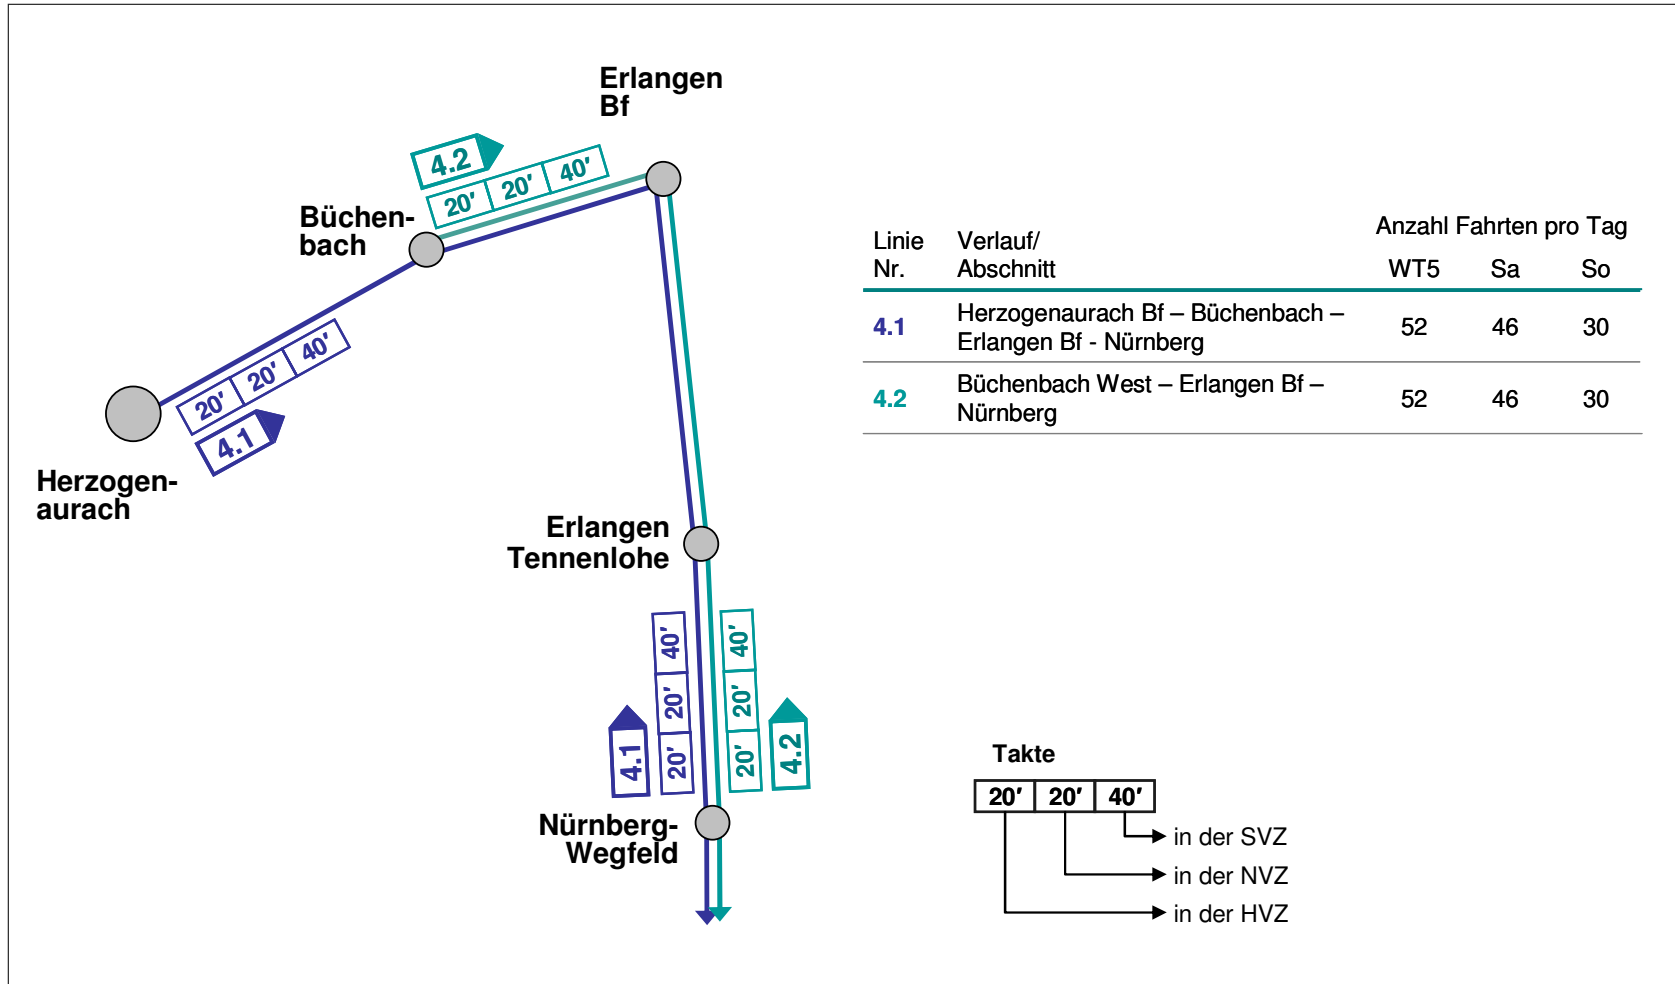 Erlangen
Bf
4.2
20' 20' 40'
Büchen-
bach
20' 20' 40'
4.1
Herzogen-
aurach
Erlangen
Tennenlohe
40' 40'
20' 20'
20' 20'
4.1 4.2
Nürnberg-
Wegfeld
Anzahl Fahrten pro Tag
Linie Verlauf/
Nr. Abschnitt WT5 Sa So
Herzogenaurach Bf – Büchenbach –
4.1 52 46 30
Erlangen Bf - Nürnberg
Büchenbach West – Erlangen Bf –
4.2 52 46 30
Nürnberg
Takte
20' 20' 40'
in der SVZ
in der NVZ
in der HVZ